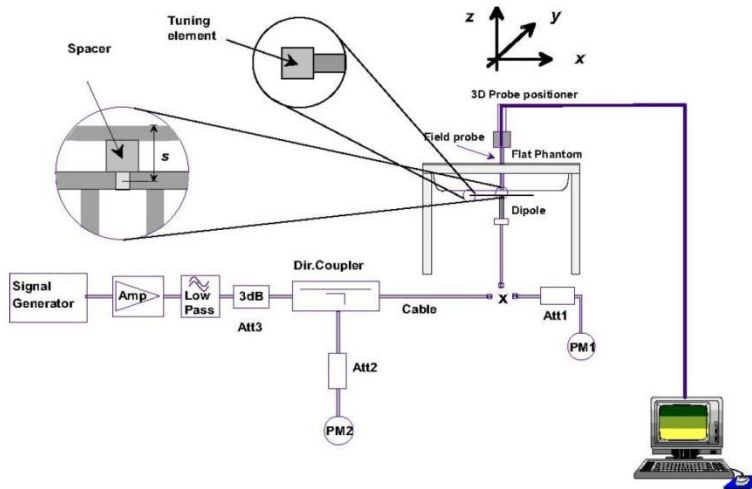 Spacer
s
Tuning
element
z
y
x
3D Probe positioner
Field probe
Flat Phantom
Dipole
Signal
Generator
Amp
Low
Pass
3dB
Att3
Dir.Coupler
Cable
x
Att1
PM1
Att2
PM2